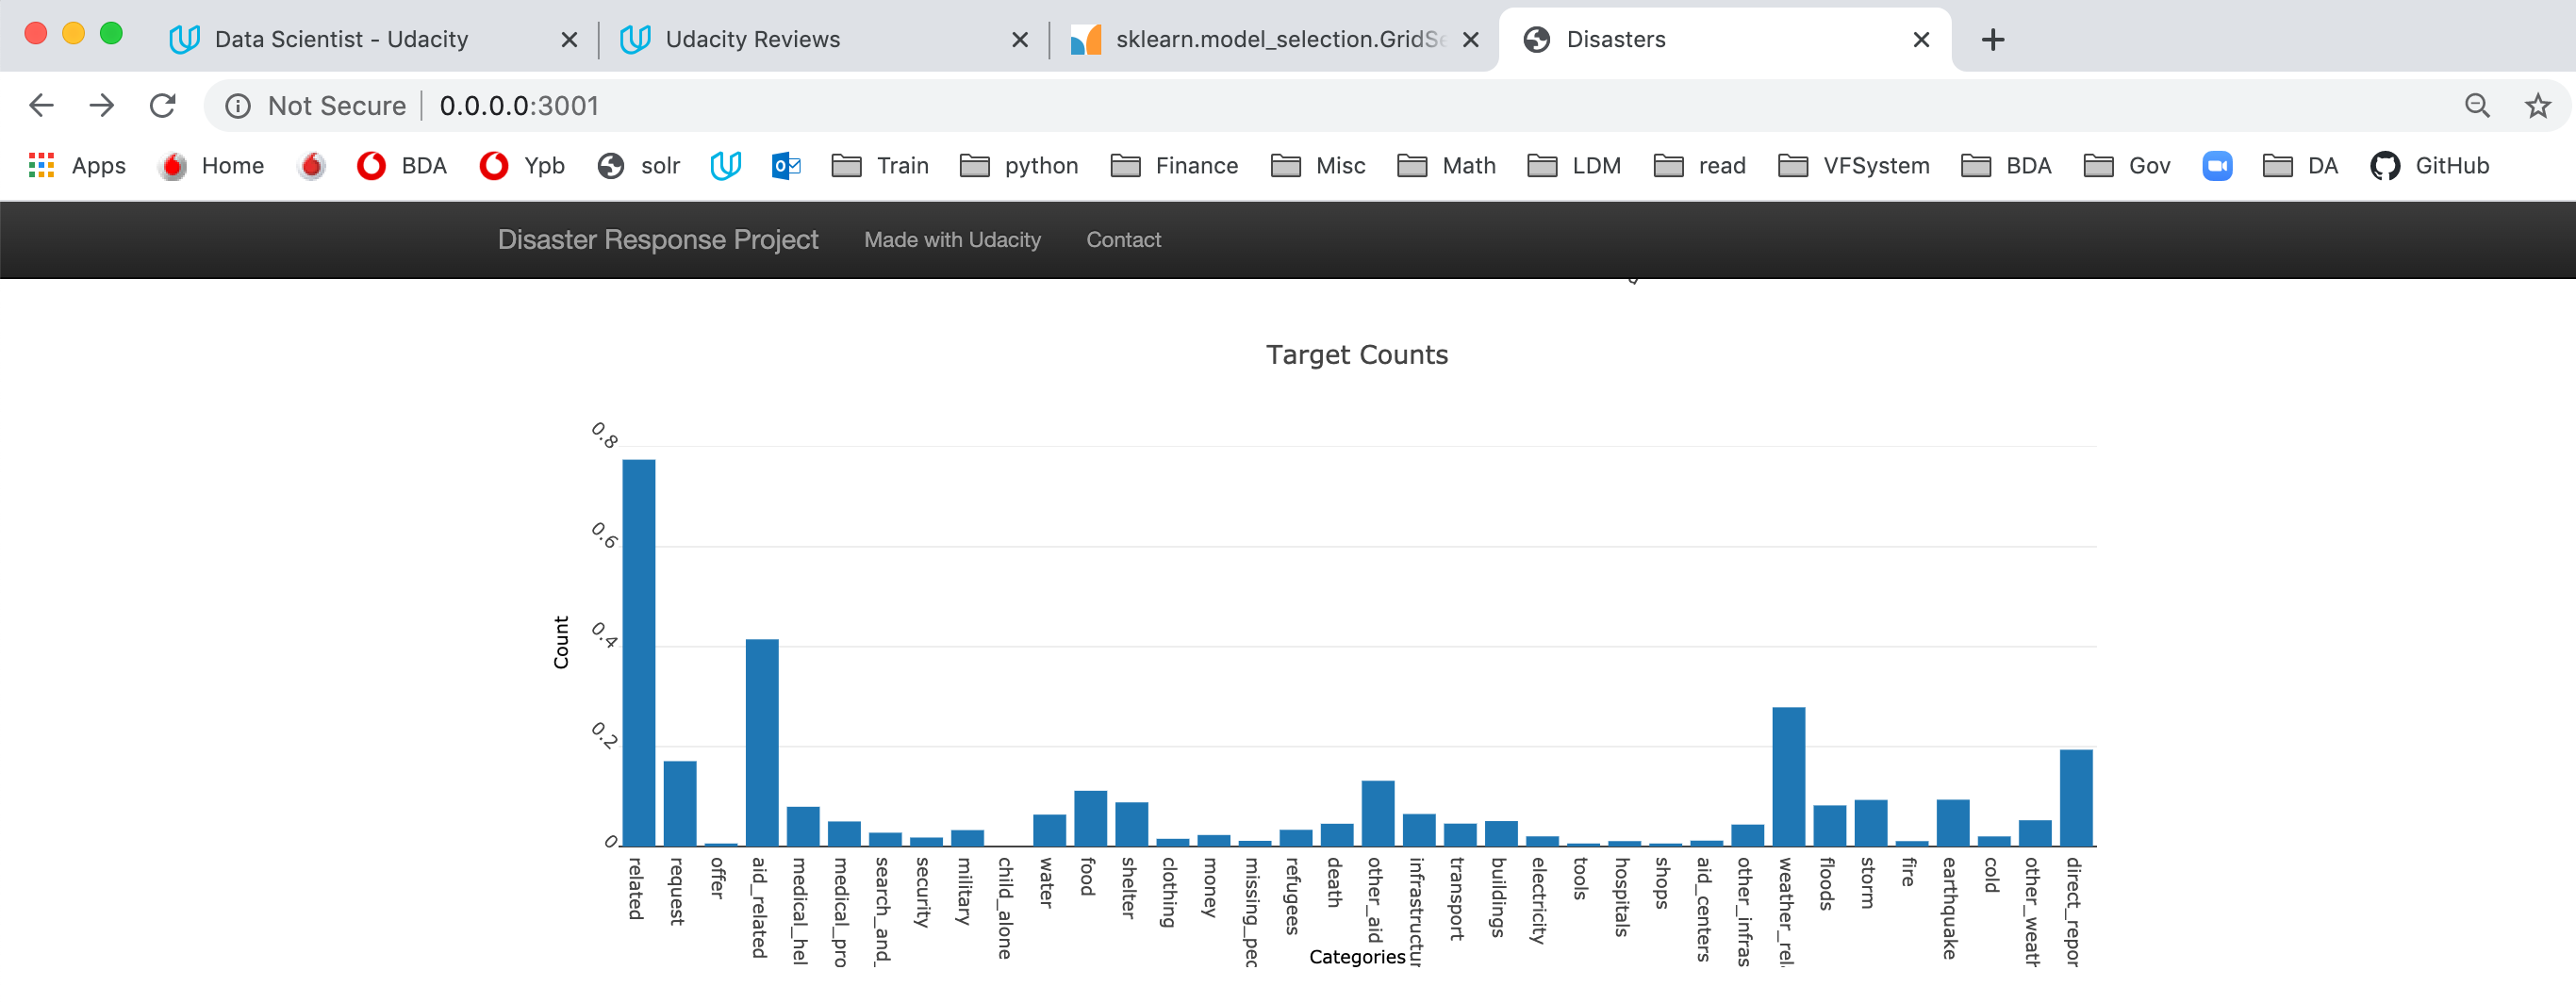 Data Scientist - Udacity
Udacity Reviews
sklearn.model_selection.GridSe
Disasters
Not Secure
0.0.0.0:3001
Apps
Home
BDA
Ypb
solr
Train
python
Finance
Misc
Math
LDM
read
VFSystem
BDA
Gov
DA
GitHub
Disaster Response Project
Made with Udacity
Contact
Target Counts
Count
0.8
0.6
0.4
0.2
0
related
request
offer
aid_related
medical_hel
medical_pro
search_and_
security
military
child_alone
water
food
shelter
clothing
money
missing_peo
refugees
death
other_aid
infrastructur
transport
buildings
electricity
tools
hospitals
shops
aid_centers
other_infras
weather_rel
floods
storm
fire
earthquake
cold
other_weath
direct_repor
Categories